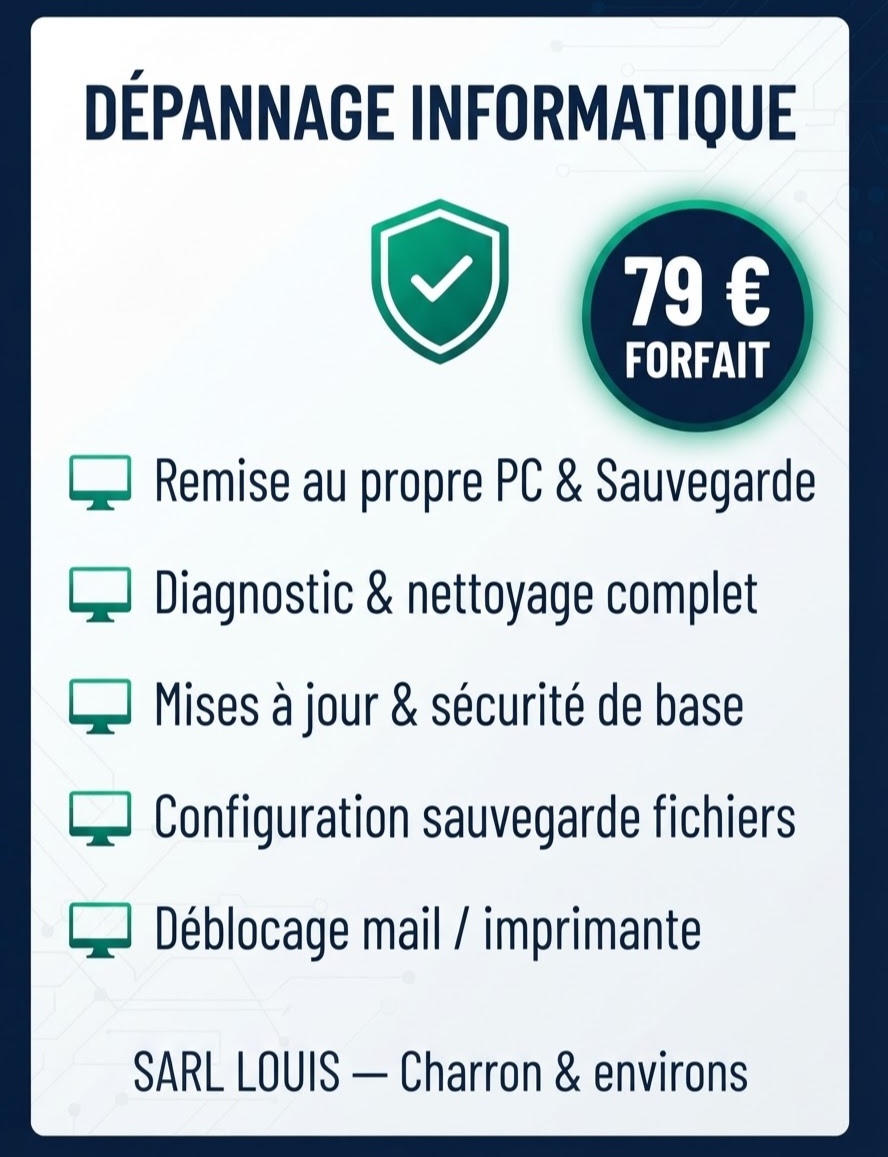 DÉPANNAGE INFORMATIQUE
79 €
FORFAIT
Remise au propre PC & Sauvegarde
Diagnostic & nettoyage complet
Mises à jour & sécurité de base
Configuration sauvegarde fichiers
Déblocage mail / imprimante
SARL LOUIS — Charron & environs